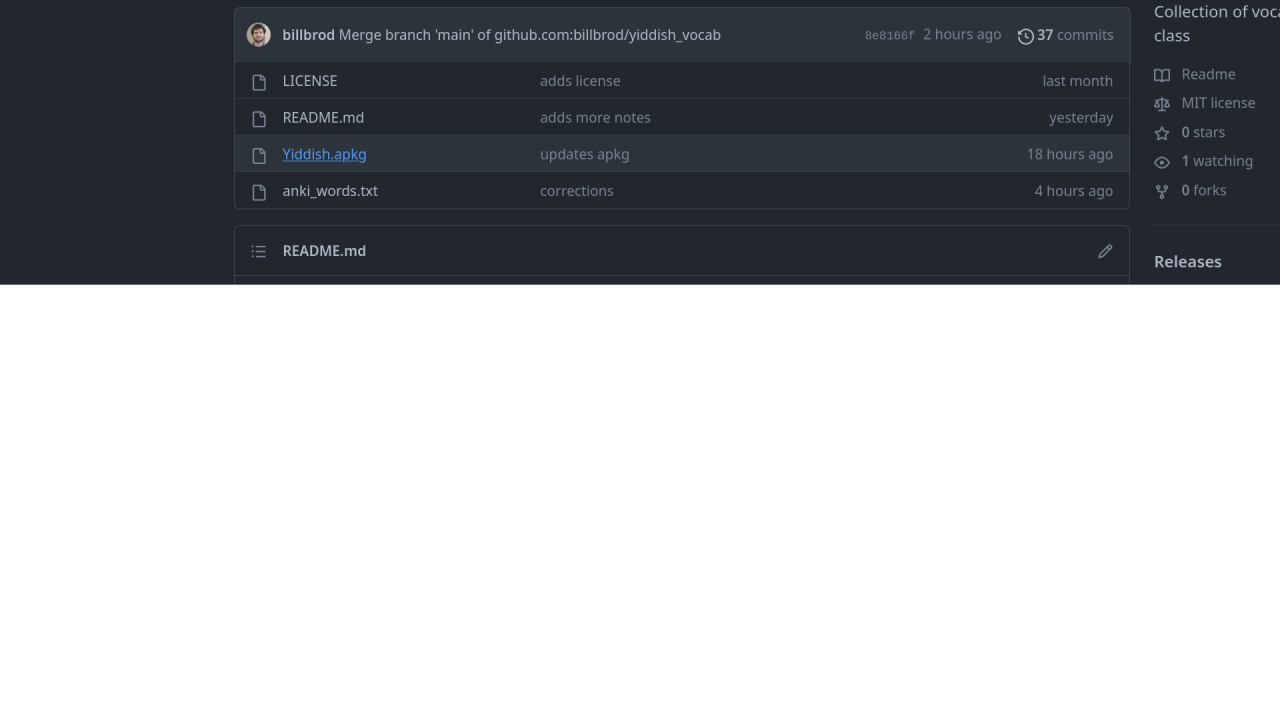 billbrod Merge branch 'main' of github.com:billbrod/yiddish_vocab 8e8166f 2 hours ago 37 commits
LICENSE adds license last month
README.md adds more notes yesterday
Yiddish.apkg updates apkg 18 hours ago
anki_words.txt corrections 4 hours ago
README.md
Collection of
class
Readme
MIT license
0 stars
1 watching
0 forks
Releases